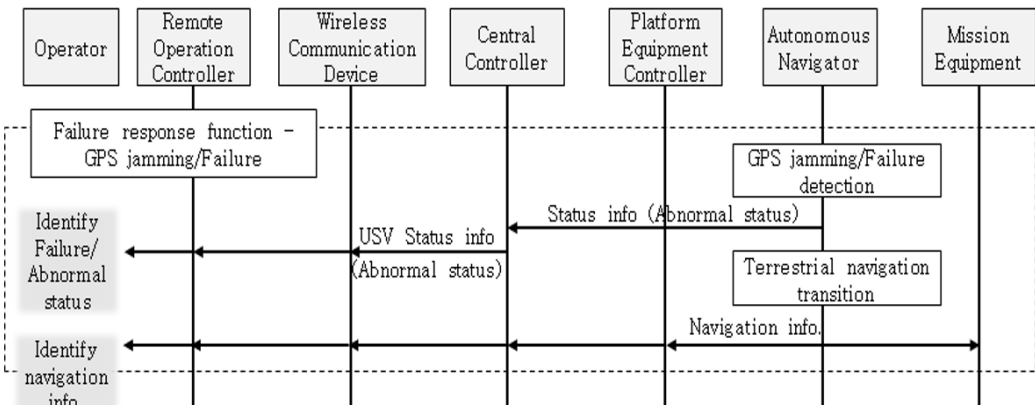 Operator
Remote
Operation
Controller
Wireless
Communication
Device
Central
Controller
Platform
Equipment
Controller
Autonomous
Navigator
Mission
Equipment
Failure response function -
GPS jamming/Failure
GPS jamming/Failure
detection
Status info (Abnormal status)
Identify
Failure/
Abnormal
status
USV Status info
(Abnormal status)
Terrestrial navigation
transition
Navigation info.
Identify
navigation
info